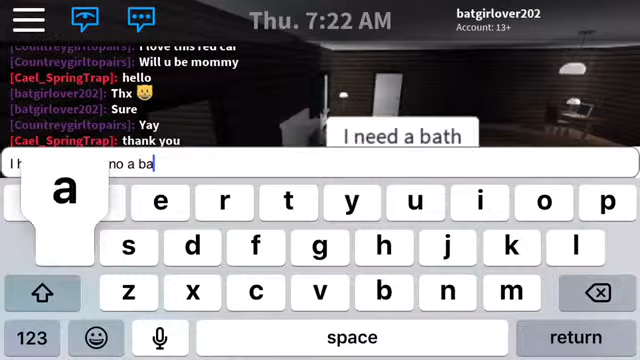 Thu. 7:22 AM
batgirlover202
Account: 13+
[Countreygirltopairs]: I love this red car
[Countreygirltopairs]: Will u be mommy
[Cael_SpringTrap]: hello
[batgirlover202]: Thx 😺
[batgirlover202]: Sure
[Countreygirltopairs]: Yay
[Cael_SpringTrap]: thank you
I need a bath
I no a ba
a
e r t y u i o p
s d f g h j k l
z x c v b n m
123 space return